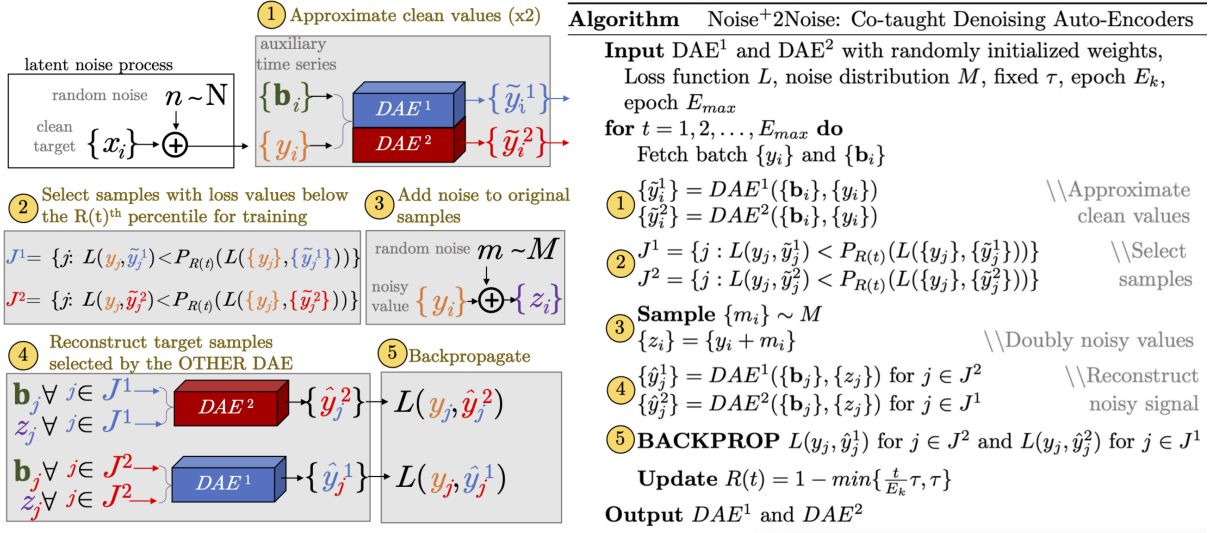 1 Approximate clean values (x2)
latent noise process
random noise n ~ N
clean target {x_i} +
auxiliary time series
{b_i} DAE^1 {ỹ_i^1}
{y_i} DAE^2 {ỹ_i^2}
2 Select samples with loss values below
the R(t)^th percentile for training
J^1= {j: L(y_j,ỹ_j^1)<P_R(t)(L({y_j},{ỹ_j^1}))}
J^2= {j: L(y_j,ỹ_j^2)<P_R(t)(L({y_j},{ỹ_j^2}))}
3 Add noise to original
samples
random noise m ~ M
noisy value {y_i} + {z_i}
4 Reconstruct target samples
selected by the OTHER DAE
b_j ∀ j∈ J^1
z_j ∀ j∈ J^1
DAE^2 {ŷ_j^2}
b_j ∀ j∈ J^2
z_j ∀ j∈ J^2
DAE^1 {ŷ_j^1}
5 Backpropagate
L(y_j, ŷ_j^2)
L(y_j, ŷ_j^1)
Algorithm Noise^+2Noise: Co-taught Denoising Auto-Encoders
Input DAE^1 and DAE^2 with randomly initialized weights,
Loss function L, noise distribution M, fixed τ, epoch E_k,
epoch E_max
for t = 1, 2, . . . , E_max do
Fetch batch {y_i} and {b_i}
1 {ỹ_i^1} = DAE^1({b_i}, {y_i}) \\Approximate
{ỹ_i^2} = DAE^2({b_i}, {y_i}) clean values
2 J^1 = {j : L(y_j, ỹ_j^1) < P_R(t)(L({y_j}, {ỹ_j^1}))} \\Select
J^2 = {j : L(y_j, ỹ_j^2) < P_R(t)(L({y_j}, {ỹ_j^2}))} samples
3 Sample {m_i} ∼ M
{z_i} = {y_i + m_i} \\Doubly noisy values
4 {ŷ_j^1} = DAE^1({b_j}, {z_j}) for j ∈ J^2 \\Reconstruct
{ŷ_j^2} = DAE^2({b_j}, {z_j}) for j ∈ J^1 noisy signal
5 BACKPROP L(y_j, ŷ_j^1) for j ∈ J^2 and L(y_j, ŷ_j^2) for j ∈ J^1
Update R(t) = 1 − min{t/E_k τ, τ}
Output DAE^1 and DAE^2